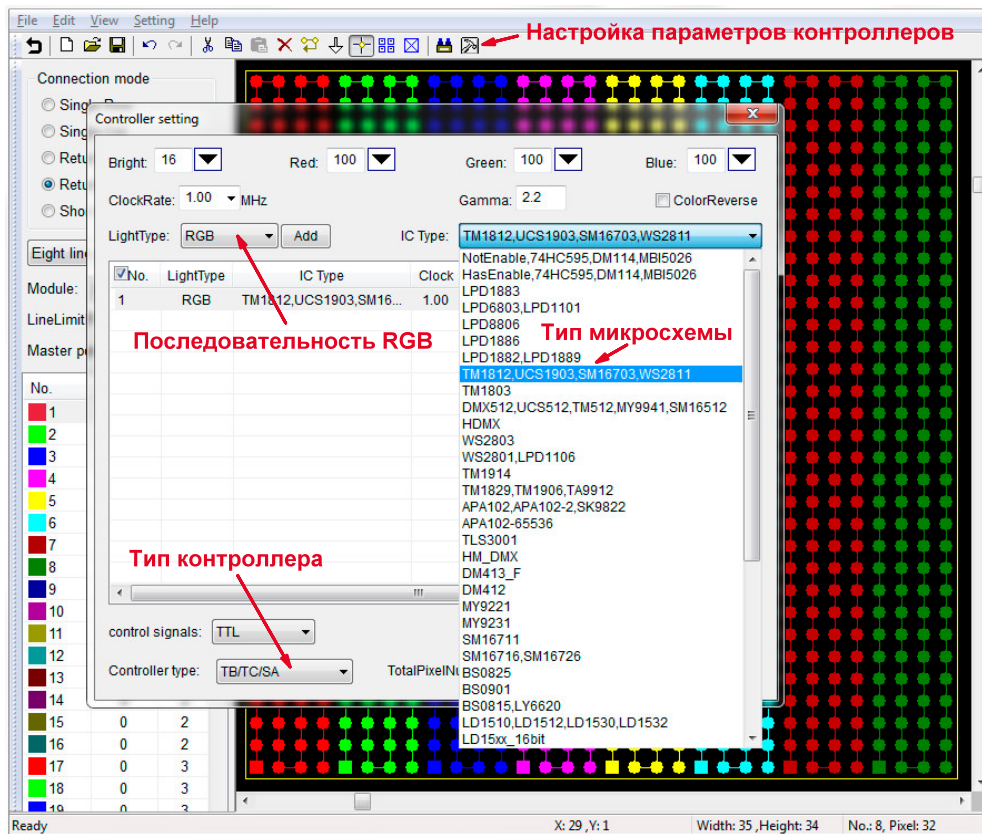 File Edit View Setting Help
Настройка параметров контроллеров
Connection mode
Controller setting
Bright: 16 Red: 100 Green: 100 Blue: 100
ClockRate: 1.00 MHz Gamma: 2.2 ColorReverse
LightType: RGB Add IC Type: TM1812,UCS1903,SM16703,WS2811
Eight line
Module:
LineLimit
Master
No. LightType IC Type Clock
1 RGB TM1812,UCS1903,SM16... 1.00
Последовательность RGB
NotEnable,74HC595,DM114,MBI5026
HasEnable,74HC595,DM114,MBI5026
LPD1883
LPD6803,LPD1101
LPD8806
Тип микросхемы
LPD1886
LPD1882,LPD1889
TM1812,UCS1903,SM16703,WS2811
TM1803
DMX512,UCS512,TM512,MY9941,SM16512
HDMX
WS2803
WS2801,LPD1106
TM1914
TM1829,TM1906,TA9912
APA102,APA102-2,SK9822
APA102-65536
TLS3001
HM_DMX
DM413_F
DM412
MY9221
MY9231
SM16711
SM16716,SM16726
BS0825
BS0901
BS0815,LY6620
LD1510,LD1512,LD1530,LD1532
LD15xx_16bit
Тип контроллера
control signals: TTL
Controller type: TB/TC/SA TotalPixelNu
No.
1
2
3
4
5
6
7
8
9
10
11
12
13
14
15 0 2
16 0 2
17 0 3
18 0 3
19 0 3
Ready X: 29 ,Y: 1 Width: 35 ,Height: 34 No.: 8, Pixel: 32